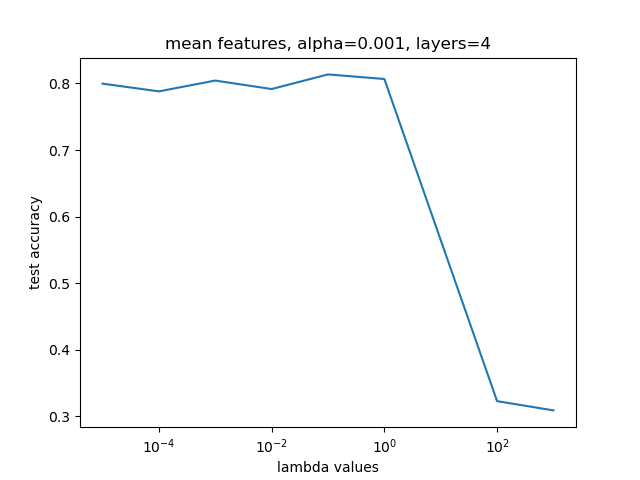 mean features, alpha=0.001, layers=4
0.8
0.7
0.6
0.5
0.4
0.3
test accuracy
10⁻⁴ 10⁻² 10⁰ 10²
lambda values